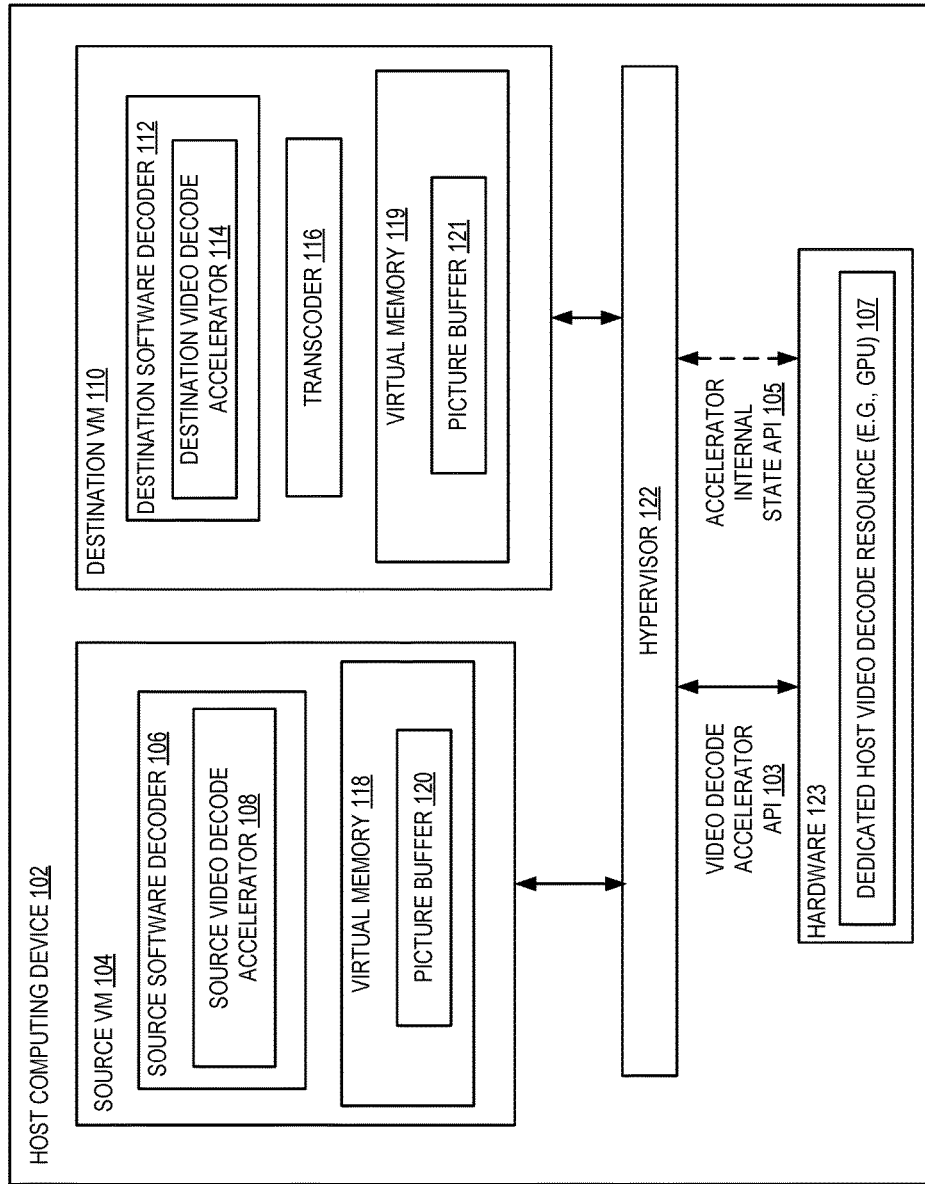 HOST COMPUTING DEVICE 102
SOURCE VM 104
SOURCE SOFTWARE DECODER 106
SOURCE VIDEO DECODE
ACCELERATOR 108
VIRTUAL MEMORY 118
PICTURE BUFFER 120
DESTINATION VM 110
DESTINATION SOFTWARE DECODER 112
DESTINATION VIDEO DECODE
ACCELERATOR 114
TRANSCODER 116
VIRTUAL MEMORY 119
PICTURE BUFFER 121
HYPERVISOR 122
VIDEO DECODE
ACCELERATOR
API 103
ACCELERATOR
INTERNAL
STATE API 105
HARDWARE 123
DEDICATED HOST VIDEO DECODE RESOURCE (E.G., GPU) 107